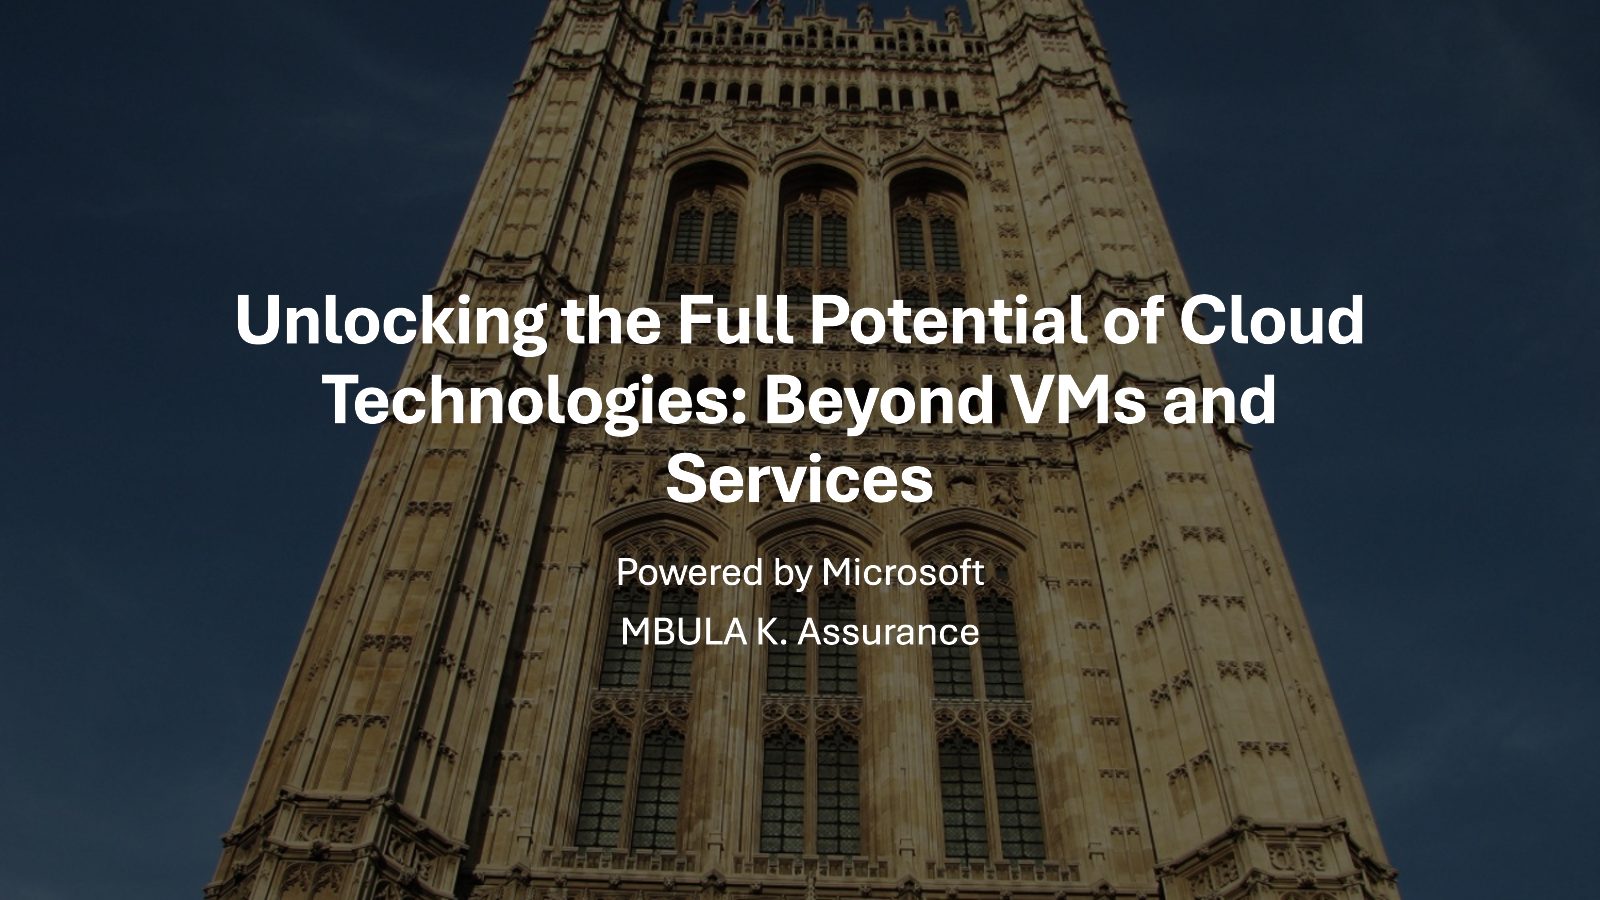 Unlocking the Full Potential of Cloud
Technologies: Beyond VMs and
Services
Powered by Microsoft
MBULA K. Assurance